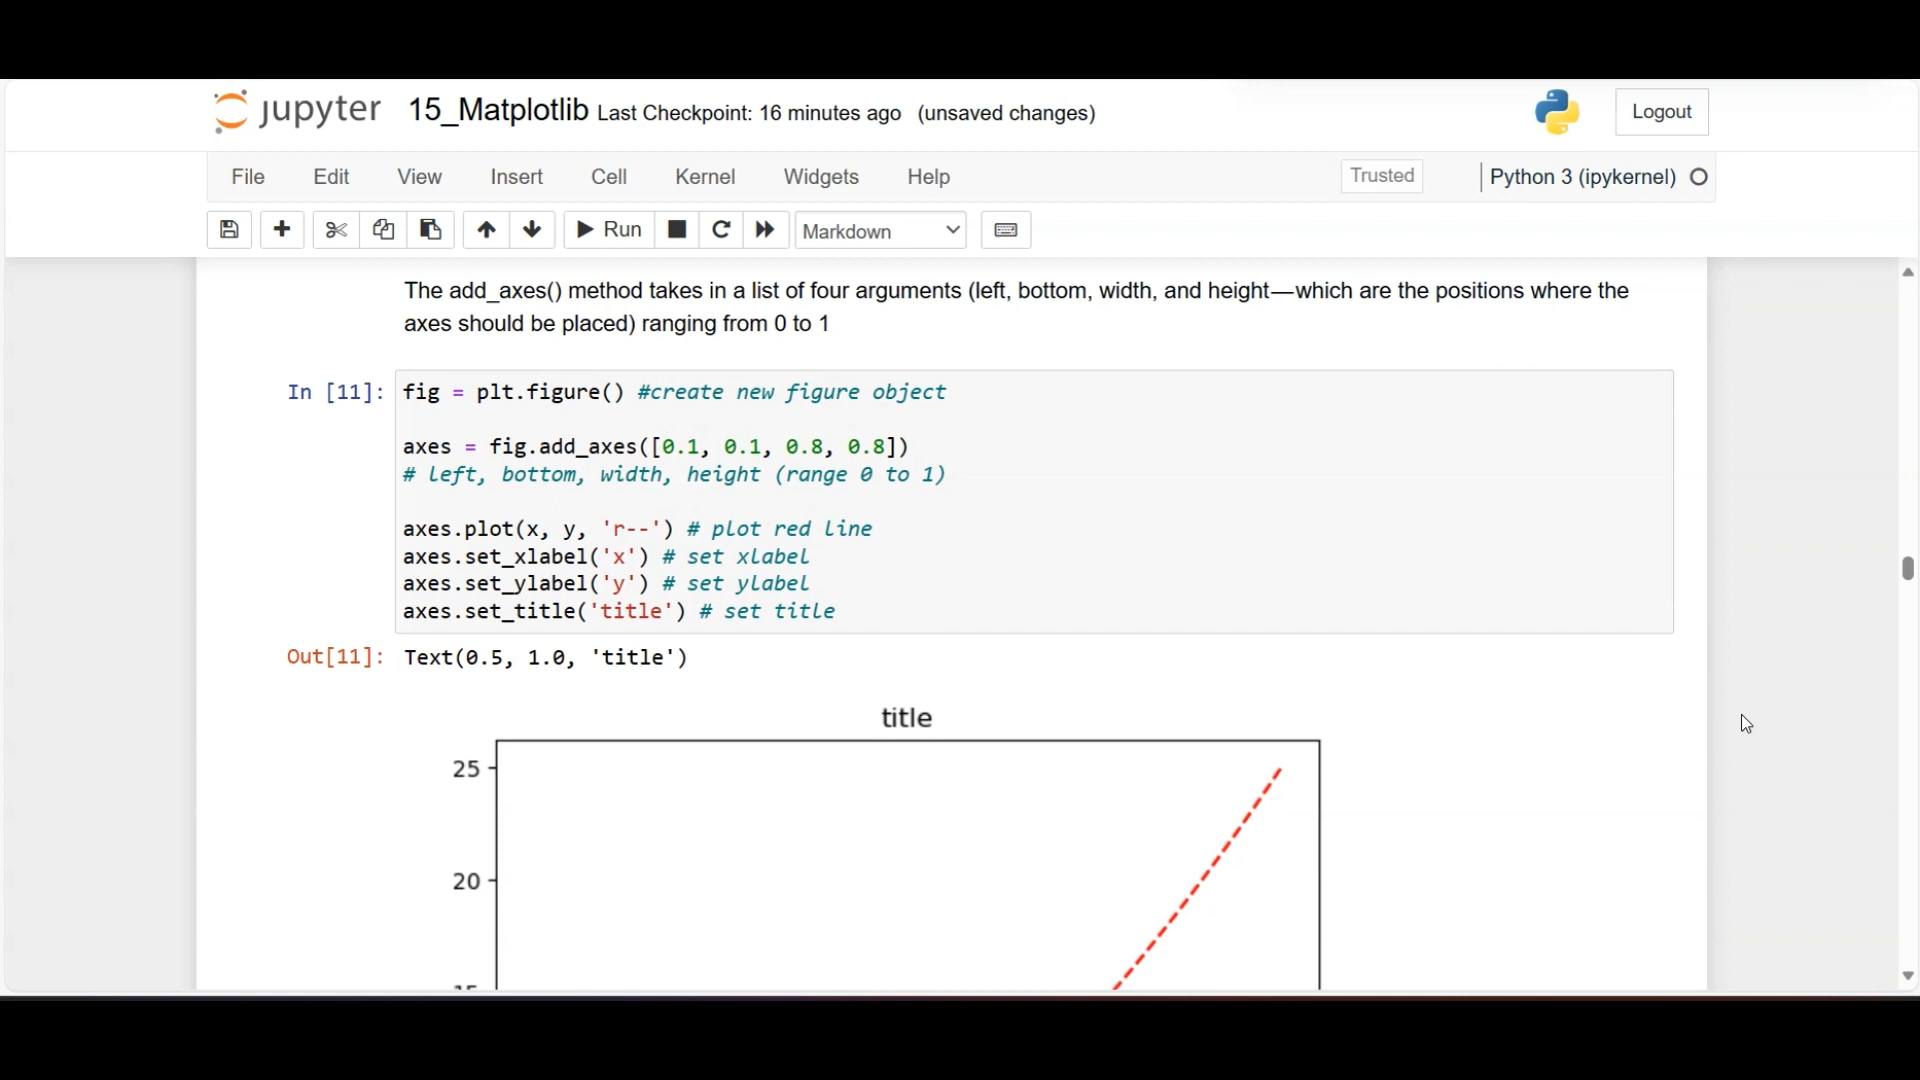 jupyter 15_Matplotlib Last Checkpoint: 16 minutes ago (unsaved changes) Logout
File Edit View Insert Cell Kernel Widgets Help Trusted Python 3 (ipykernel)
Run Markdown
The add_axes() method takes in a list of four arguments (left, bottom, width, and height—which are the positions where the
axes should be placed) ranging from 0 to 1
In [11]: fig = plt.figure() #create new figure object
axes = fig.add_axes([0.1, 0.1, 0.8, 0.8])
# left, bottom, width, height (range 0 to 1)
axes.plot(x, y, 'r--') # plot red line
axes.set_xlabel('x') # set xlabel
axes.set_ylabel('y') # set ylabel
axes.set_title('title') # set title
Out[11]: Text(0.5, 1.0, 'title')
title
25
20